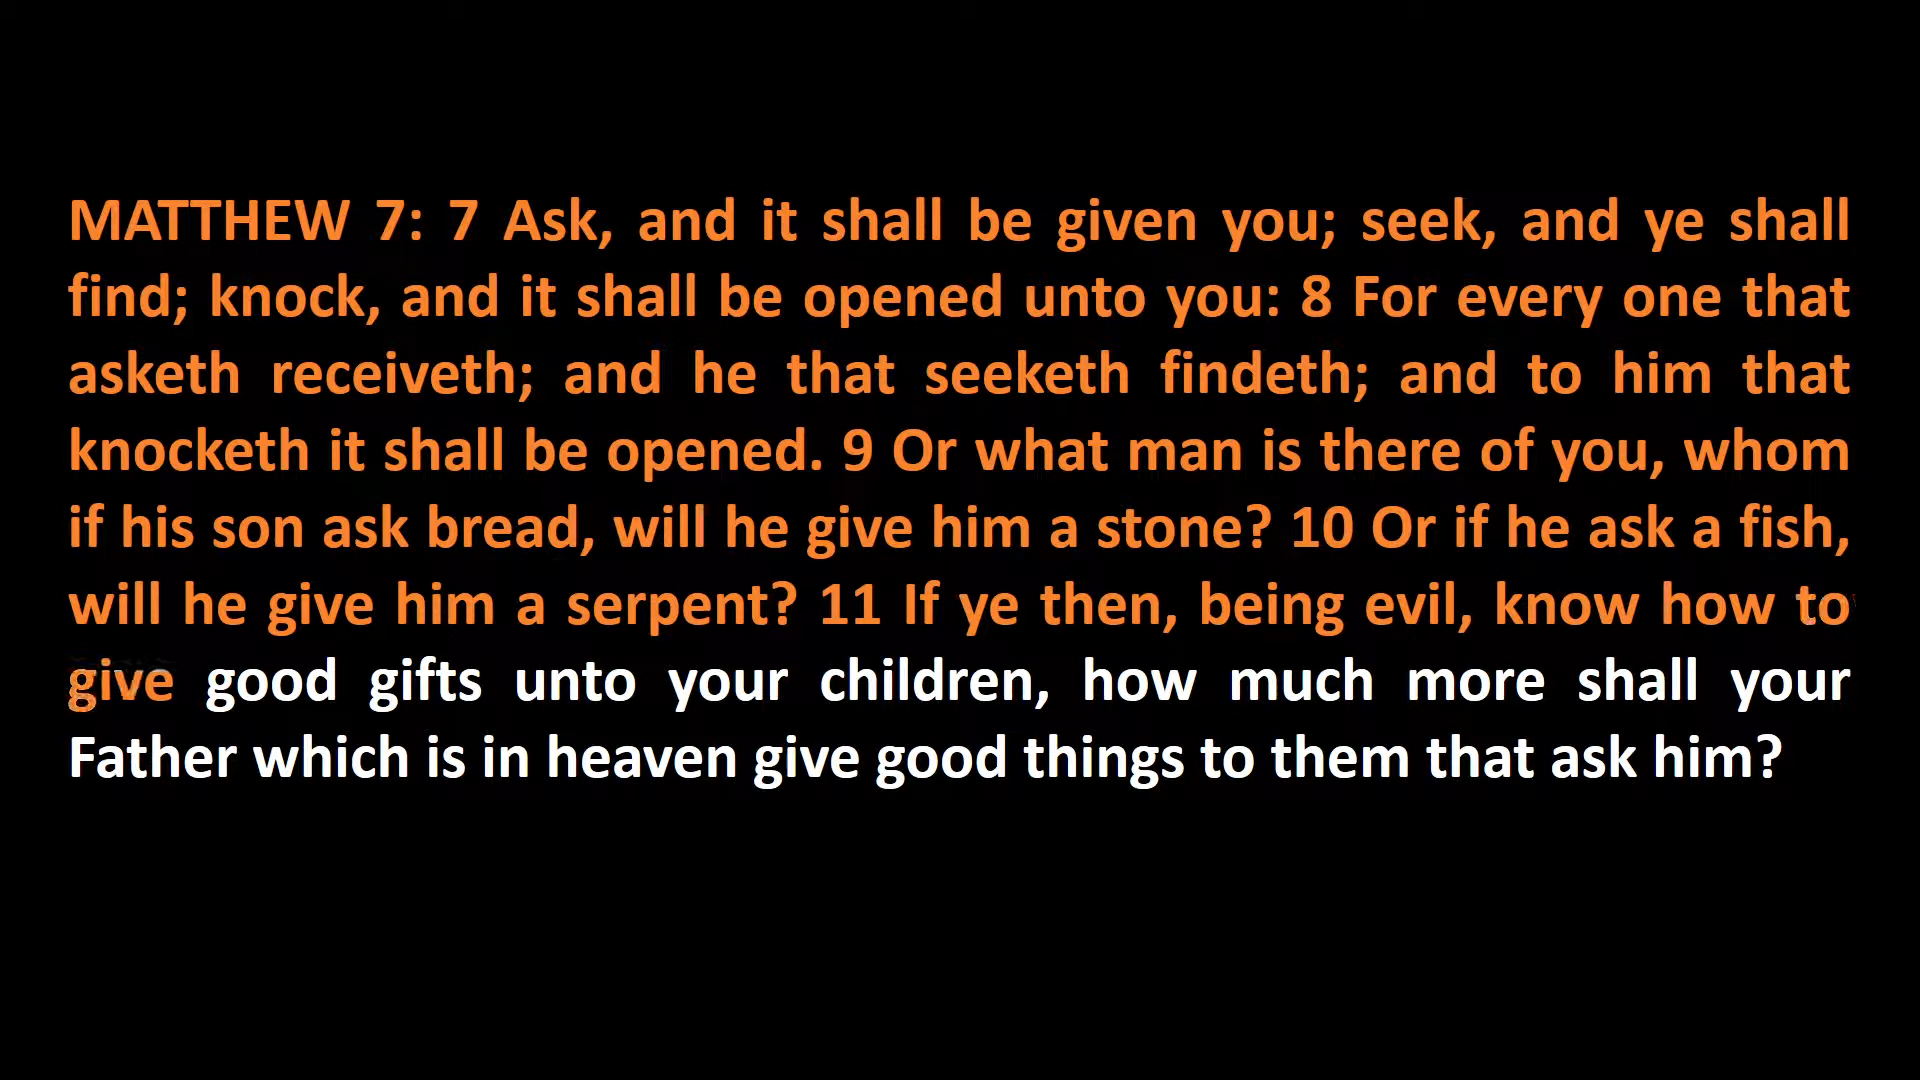 MATTHEW 7: 7 Ask, and it shall be given you; seek, and ye shall
find; knock, and it shall be opened unto you: 8 For every one that
asketh receiveth; and he that seeketh findeth; and to him that
knocketh it shall be opened. 9 Or what man is there of you, whom
if his son ask bread, will he give him a stone? 10 Or if he ask a fish,
will he give him a serpent? 11 If ye then, being evil, know how to
give good gifts unto your children, how much more shall your
Father which is in heaven give good things to them that ask him?